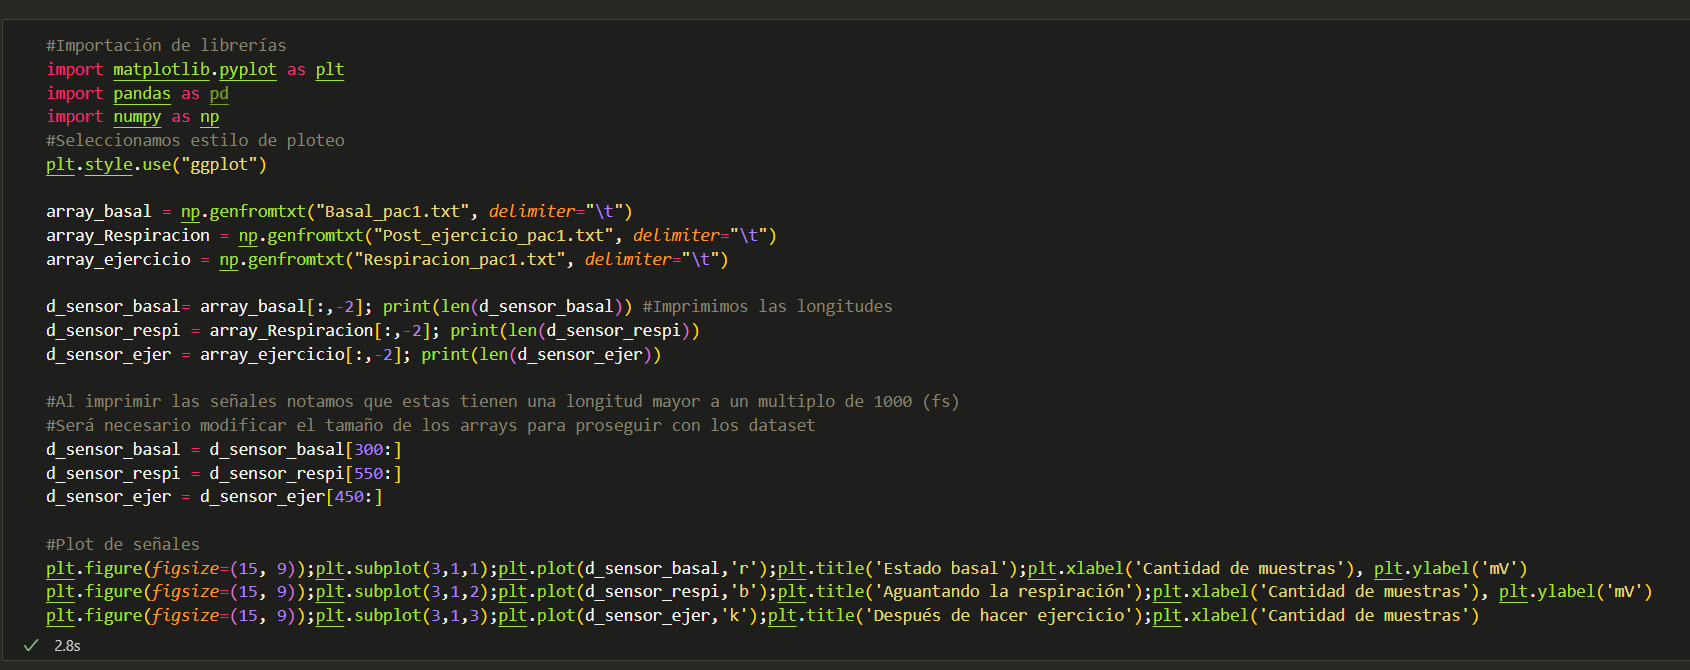 #Importación de librerías
import matplotlib.pyplot as plt
import pandas as pd
import numpy as np
#Seleccionamos estilo de ploteo
plt.style.use("ggplot")
array_basal = np.genfromtxt("Basal_pac1.txt", delimiter="\t")
array_Respiracion = np.genfromtxt("Post_ejercicio_pac1.txt", delimiter="\t")
array_ejercicio = np.genfromtxt("Respiracion_pac1.txt", delimiter="\t")
d_sensor_basal= array_basal[:,-2]; print(len(d_sensor_basal)) #Imprimimos las longitudes
d_sensor_respi = array_Respiracion[:,-2]; print(len(d_sensor_respi))
d_sensor_ejer = array_ejercicio[:,-2]; print(len(d_sensor_ejer))
#Al imprimir las señales notamos que estas tienen una longitud mayor a un multiplo de 1000 (fs)
#Será necesario modificar el tamaño de los arrays para proseguir con los dataset
d_sensor_basal = d_sensor_basal[300:]
d_sensor_respi = d_sensor_respi[550:]
d_sensor_ejer = d_sensor_ejer[450:]
#Plot de señales
plt.figure(figsize=(15, 9));plt.subplot(3,1,1);plt.plot(d_sensor_basal,'r');plt.title('Estado basal');plt.xlabel('Cantidad de muestras'), plt.ylabel('mV')
plt.figure(figsize=(15, 9));plt.subplot(3,1,2);plt.plot(d_sensor_respi,'b');plt.title('Aguantando la respiración');plt.xlabel('Cantidad de muestras'), plt.ylabel('mV')
plt.figure(figsize=(15, 9));plt.subplot(3,1,3);plt.plot(d_sensor_ejer,'k');plt.title('Después de hacer ejercicio');plt.xlabel('Cantidad de muestras')
2.8s